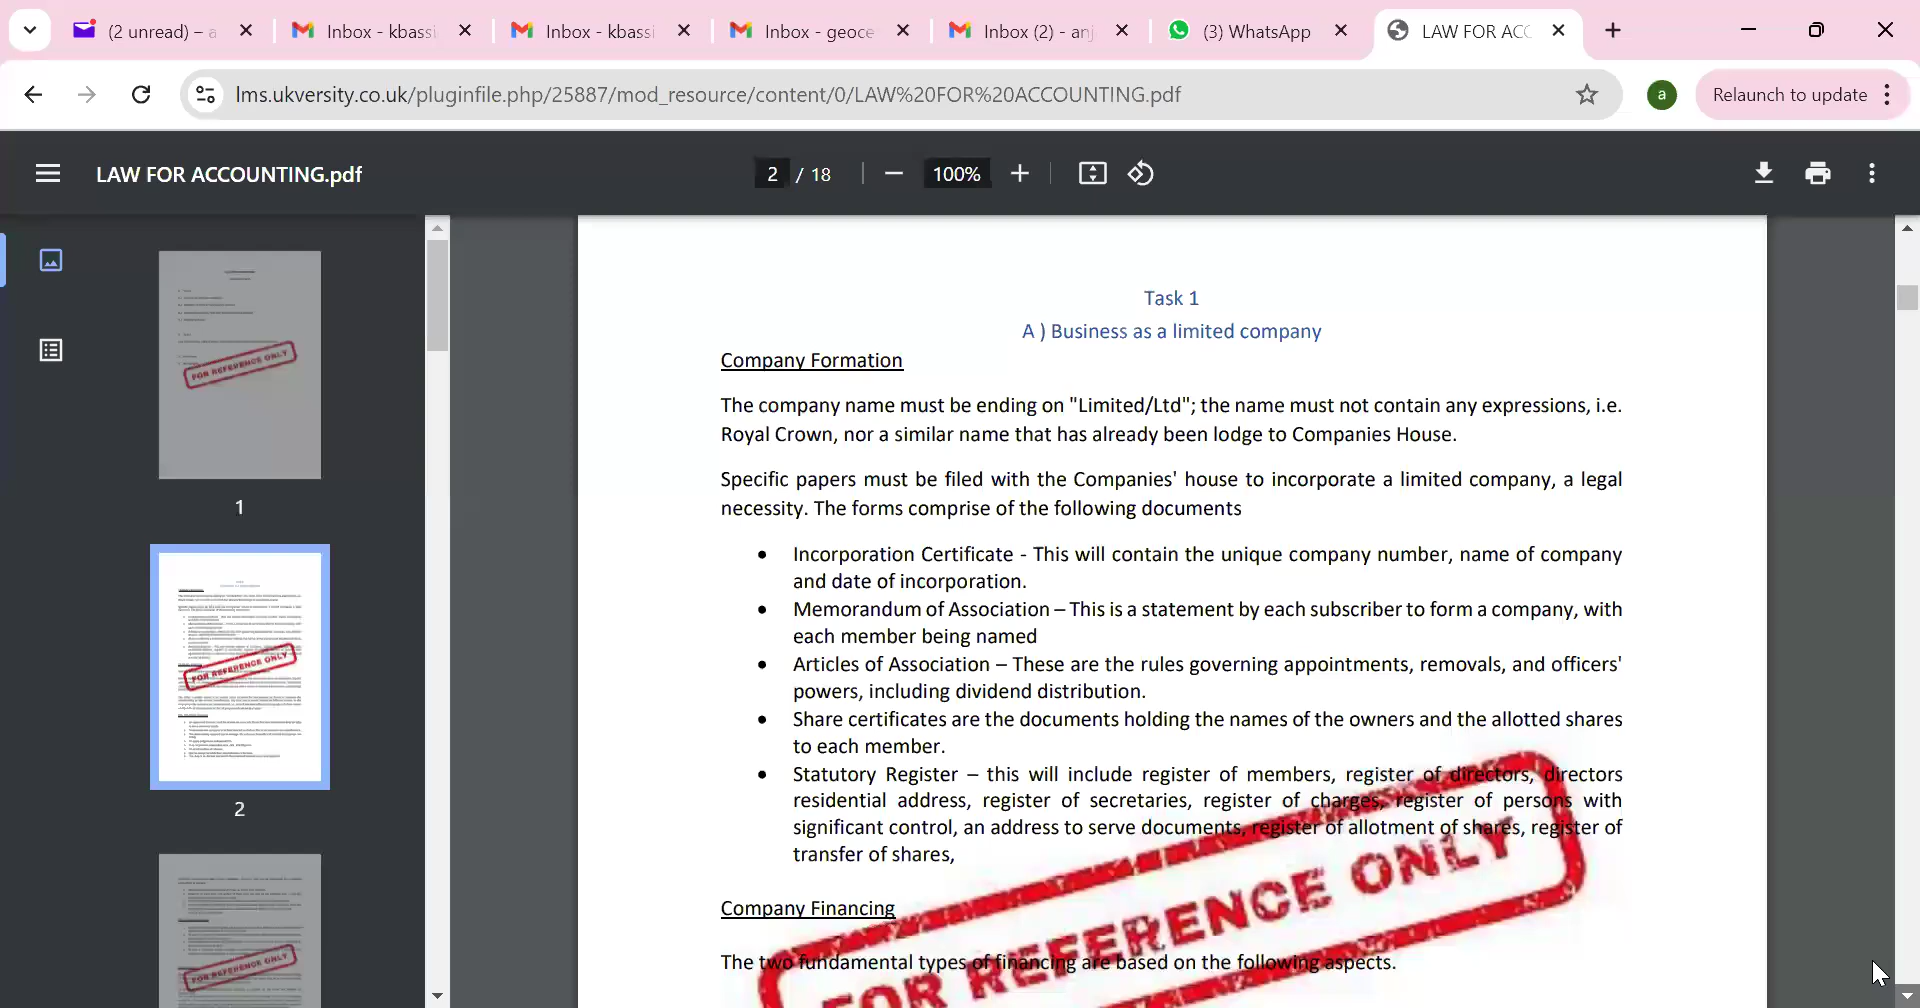 (2 unread) – a
Inbox - kbassi
Inbox - kbassi
Inbox - geoce
Inbox (2) - anj
(3) WhatsApp
LAW FOR ACC
lms.ukversity.co.uk/pluginfile.php/25887/mod_resource/content/0/LAW%20FOR%20ACCOUNTING.pdf
a
Relaunch to update
LAW FOR ACCOUNTING.pdf
2 / 18
100%
FOR REFERENCE ONLY
1
FOR REFERENCE ONLY
2
FOR REFERENCE ONLY
Task 1
A ) Business as a limited company
Company Formation
The company name must be ending on "Limited/Ltd"; the name must not contain any expressions, i.e.
Royal Crown, nor a similar name that has already been lodge to Companies House.
Specific papers must be filed with the Companies' house to incorporate a limited company, a legal
necessity. The forms comprise of the following documents
• Incorporation Certificate - This will contain the unique company number, name of company
and date of incorporation.
• Memorandum of Association – This is a statement by each subscriber to form a company, with
each member being named
• Articles of Association – These are the rules governing appointments, removals, and officers'
powers, including dividend distribution.
• Share certificates are the documents holding the names of the owners and the allotted shares
to each member.
• Statutory Register – this will include register of members, register of directors, directors
residential address, register of secretaries, register of charges, register of persons with
significant control, an address to serve documents, register of allotment of shares, register of
transfer of shares,
Company Financing
The two fundamental types of financing are based on the following aspects.
FOR REFERENCE ONLY